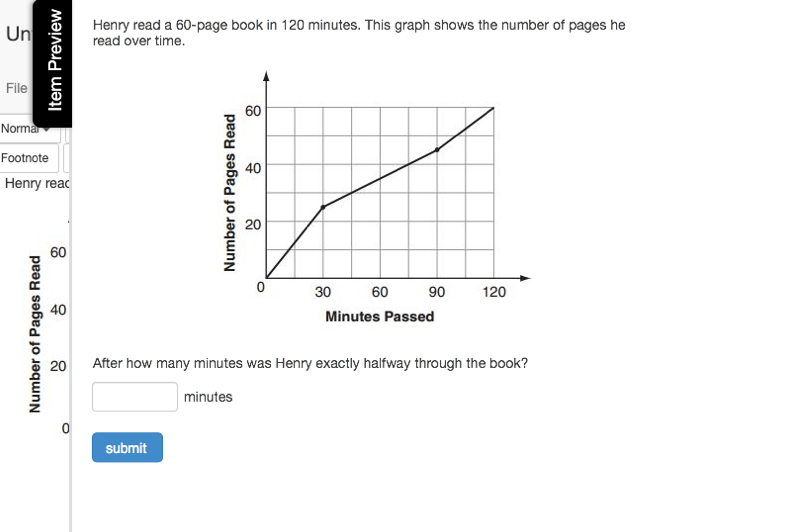 Un
Item Preview
File
Normal
Footnote
Henry read
Number of Pages Read
60
40
20
0
Henry read a 60-page book in 120 minutes. This graph shows the number of pages he
read over time.
Number of Pages Read
60
40
20
0
30 60 90 120
Minutes Passed
After how many minutes was Henry exactly halfway through the book?
minutes
submit